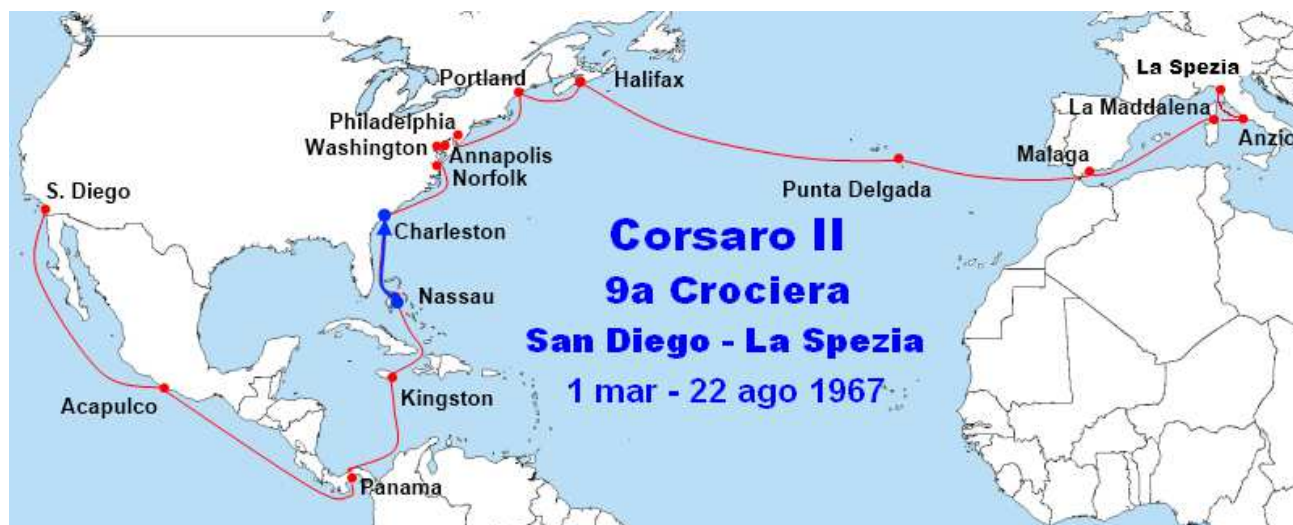 La Spezia
Portland
Halifax
La Maddalena
Philadelphia
Washington
Annapolis
Anzio
Malaga
Norfolk
Punta Delgada
S. Diego
Charleston
Corsaro II
9a Crociera
Nassau
San Diego - La Spezia
1 mar - 22 ago 1967
Acapulco
Kingston
Panama